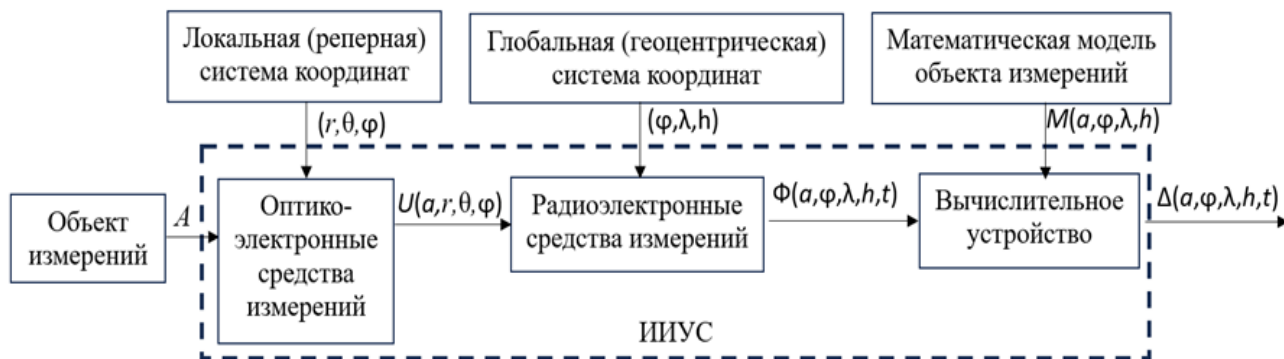 Локальная (реперная)
система координат
Глобальная (геоцентрическая)
система координат
Математическая модель
объекта измерений
(r,θ,φ)
(φ,λ,h)
M(a,φ,λ,h)
Объект
измерений
A
Оптико-
электронные
средства
измерений
U(a,r,θ,φ)
Радиоэлектронные
средства измерений
Φ(a,φ,λ,h,t)
Вычислительное
устройство
Δ(a,φ,λ,h,t)
ИИУС